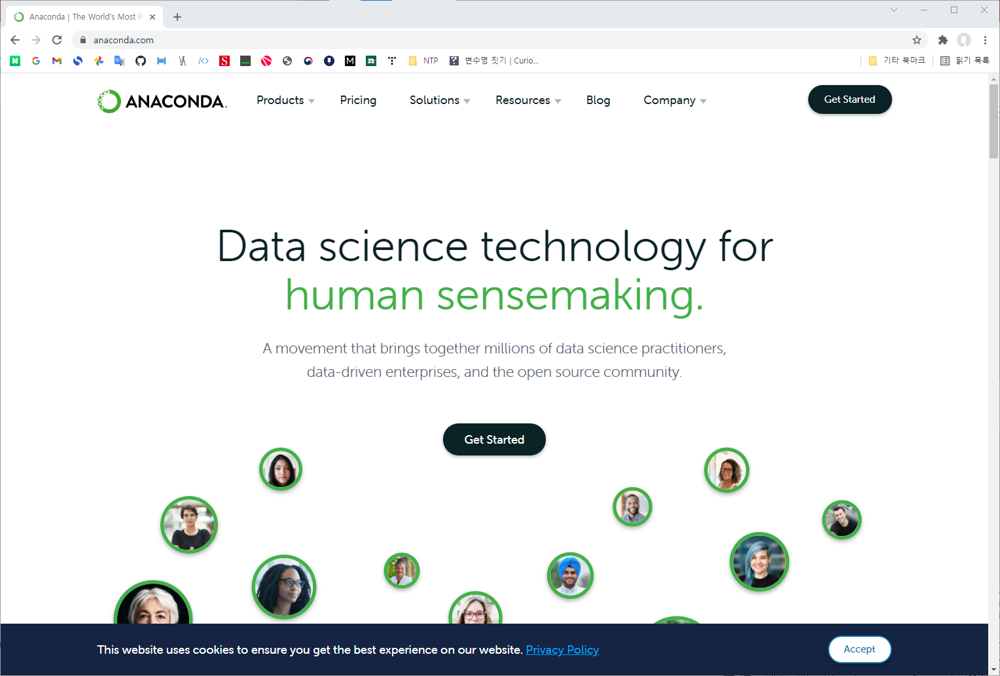 Anaconda | The World's Most P
anaconda.com
NTP
변수명 짓기 | Curio...
기타 북마크
읽기 목록
ANACONDA.
Products
Pricing
Solutions
Resources
Blog
Company
Get Started
Data science technology for
human sensemaking.
A movement that brings together millions of data science practitioners,
data-driven enterprises, and the open source community.
Get Started
This website uses cookies to ensure you get the best experience on our website. Privacy Policy
Accept